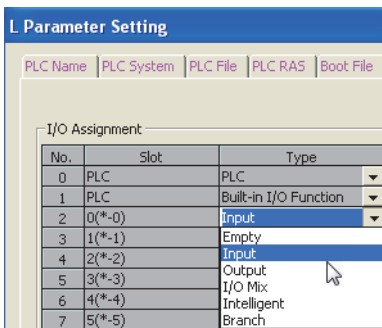 L Parameter Setting
PLC Name PLC System PLC File PLC RAS Boot File
I/O Assignment
No. Slot Type
0 PLC PLC
1 PLC Built-in I/O Function
2 0(*-0) Input
3 1(*-1) Empty
Input
4 2(*-2) Output
5 3(*-3) I/O Mix
6 4(*-4) Intelligent
7 5(*-5) Branch